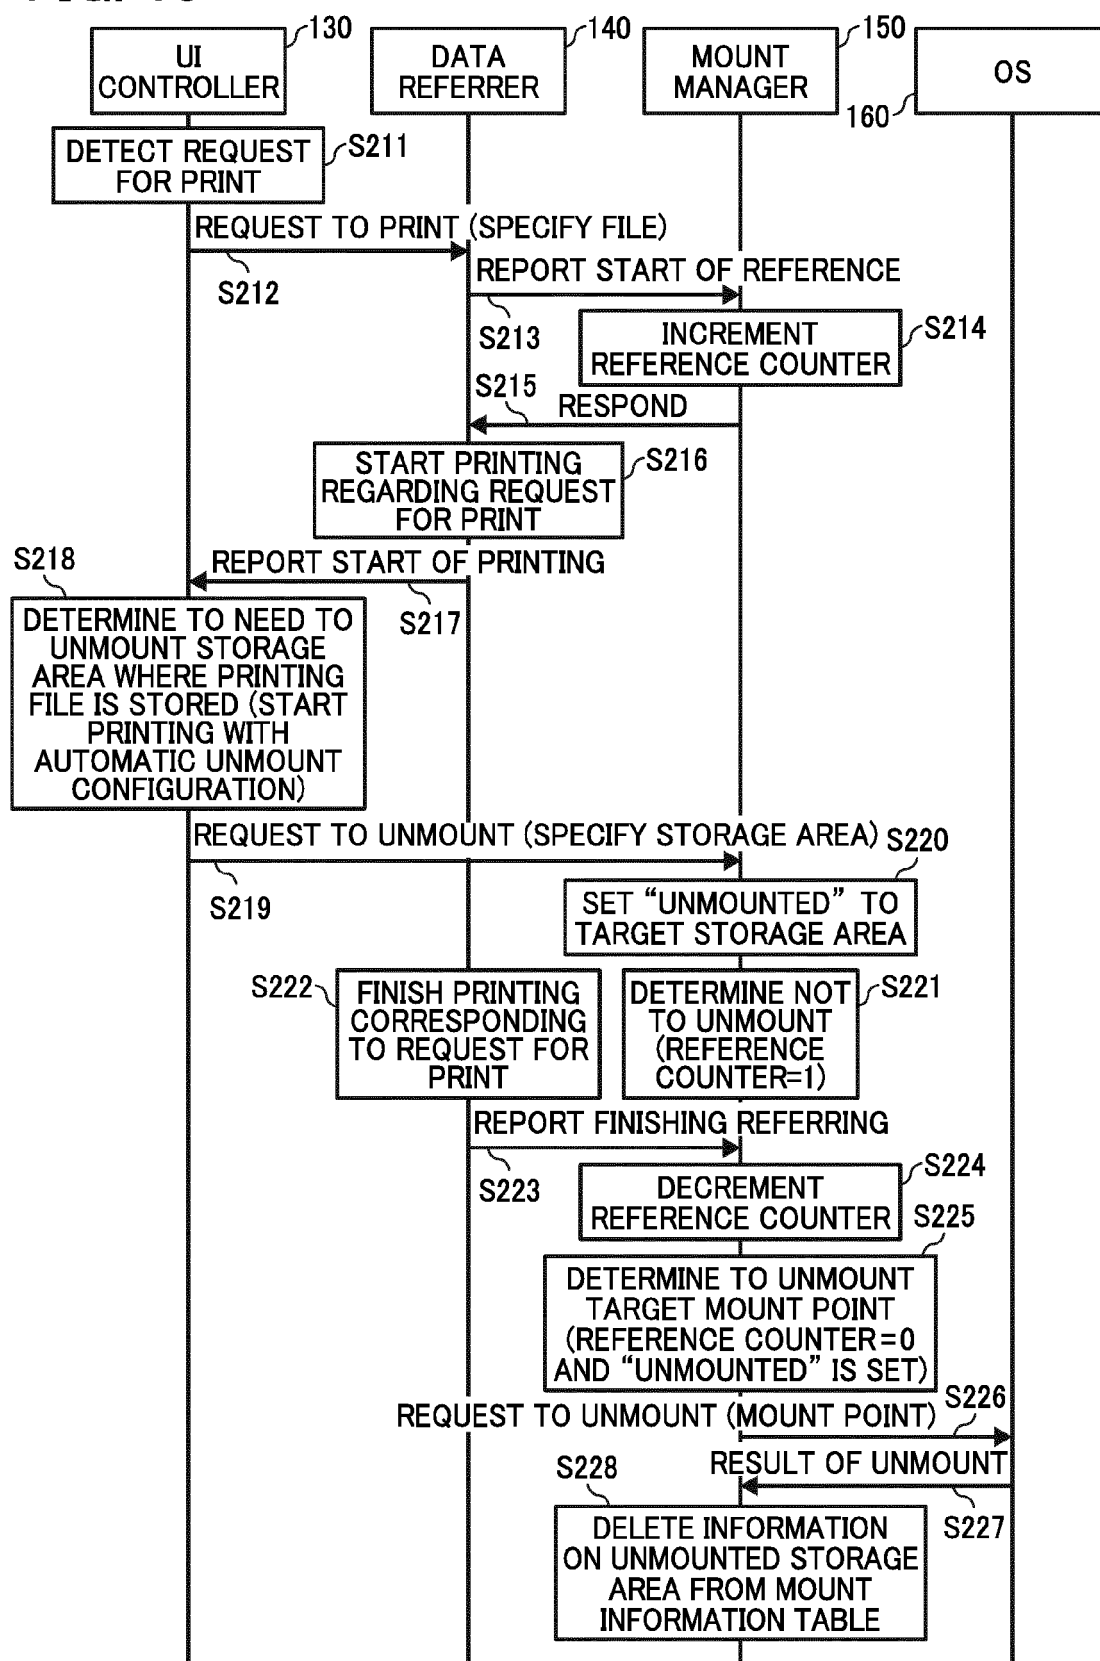 UI
CONTROLLER
130
DATA
REFERRER
140
MOUNT
MANAGER
150
OS
160
DETECT REQUEST
FOR PRINT
S211
REQUEST TO PRINT (SPECIFY FILE)
S212
REPORT START OF REFERENCE
S213
INCREMENT
REFERENCE COUNTER
S214
S215
RESPOND
START PRINTING
REGARDING REQUEST
FOR PRINT
S216
REPORT START OF PRINTING
S217
S218
DETERMINE TO NEED TO
UNMOUNT STORAGE
AREA WHERE PRINTING
FILE IS STORED (START
PRINTING WITH
AUTOMATIC UNMOUNT
CONFIGURATION)
REQUEST TO UNMOUNT (SPECIFY STORAGE AREA)
S219
S220
SET “UNMOUNTED” TO
TARGET STORAGE AREA
S222
FINISH PRINTING
CORRESPONDING
TO REQUEST FOR
PRINT
DETERMINE NOT
TO UNMOUNT
(REFERENCE
COUNTER=1)
S221
REPORT FINISHING REFERRING
S223
DECREMENT
REFERENCE COUNTER
S224
S225
DETERMINE TO UNMOUNT
TARGET MOUNT POINT
(REFERENCE COUNTER=0
AND “UNMOUNTED” IS SET)
REQUEST TO UNMOUNT (MOUNT POINT)
S226
RESULT OF UNMOUNT
S227
S228
DELETE INFORMATION
ON UNMOUNTED STORAGE
AREA FROM MOUNT
INFORMATION TABLE